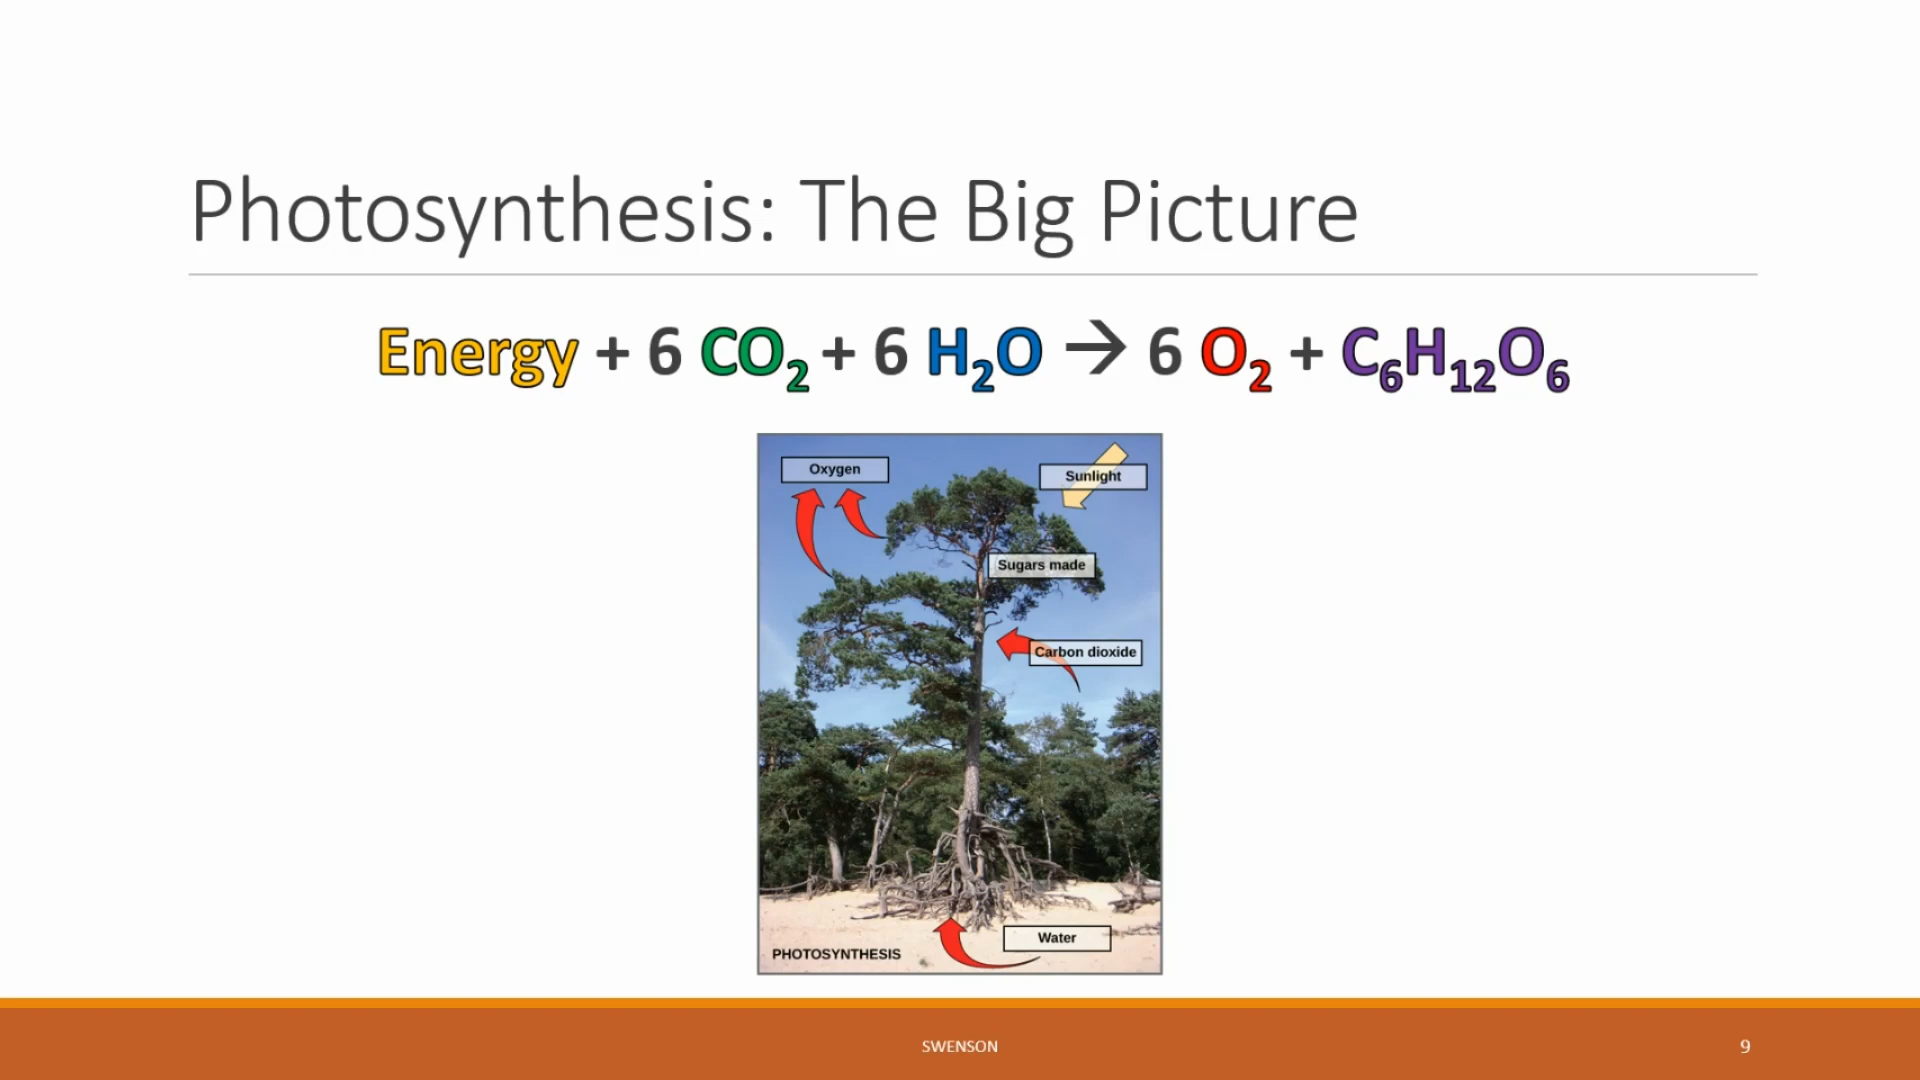 Photosynthesis: The Big Picture
Energy + 6 CO₂ + 6 H₂O → 6 O₂ + C₆H₁₂O₆
Oxygen
Sunlight
Sugars made
Carbon dioxide
Water
PHOTOSYNTHESIS
SWENSON
9